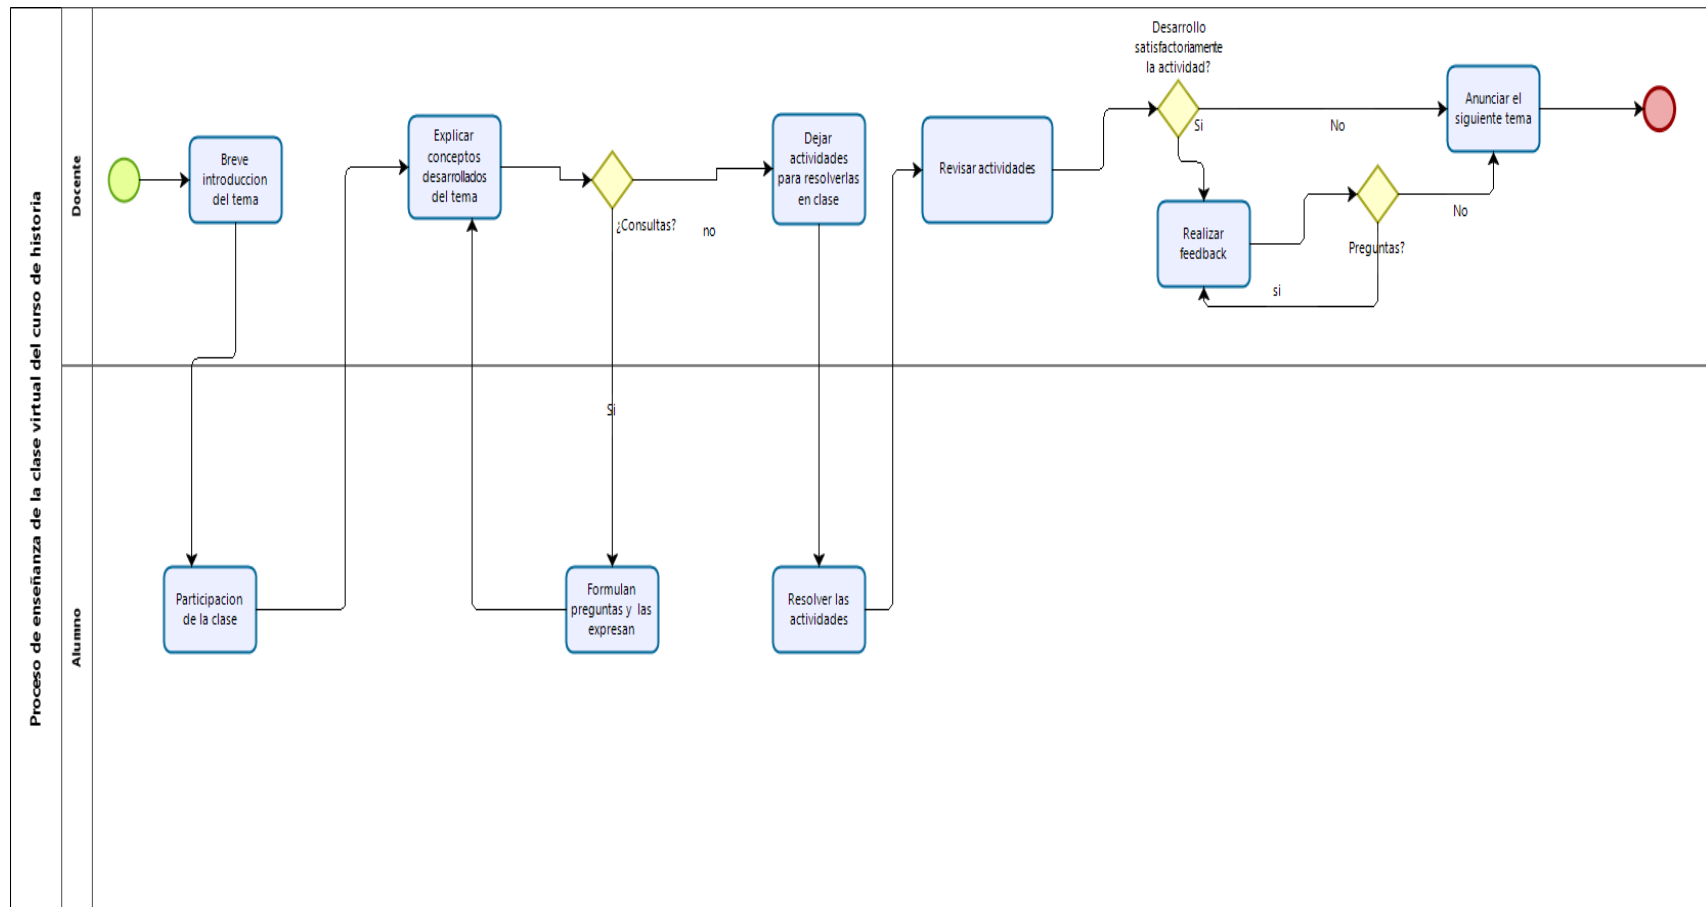 Proceso de enseñanza de la clase virtual del curso de historia
Docente
Breve
introduccion
del tema
Explicar
conceptos
desarrollados
del tema
¿Consultas?
no
Si
Dejar
actividades
para resolverlas
en clase
Revisar actividades
Desarrollo
satisfactoriamente
la actividad?
Si
No
Realizar
feedback
Preguntas?
si
No
Anunciar el
siguiente tema
Alumno
Participacion
de la clase
Formulan
preguntas y las
expresan
Resolver las
actividades